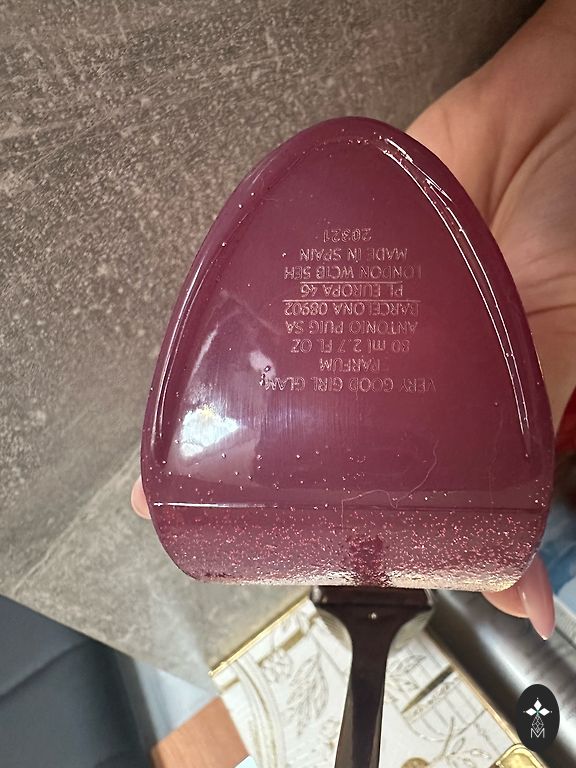 VERY GOOD GIRL GLAM
PARFUM
80 ml 2.7 FL OZ
ANTONIO PUIG SA
BARCELONA 08902
PL EUROPA 46
LONDON WC1B 5EH
MADE IN SPAIN
20321
M